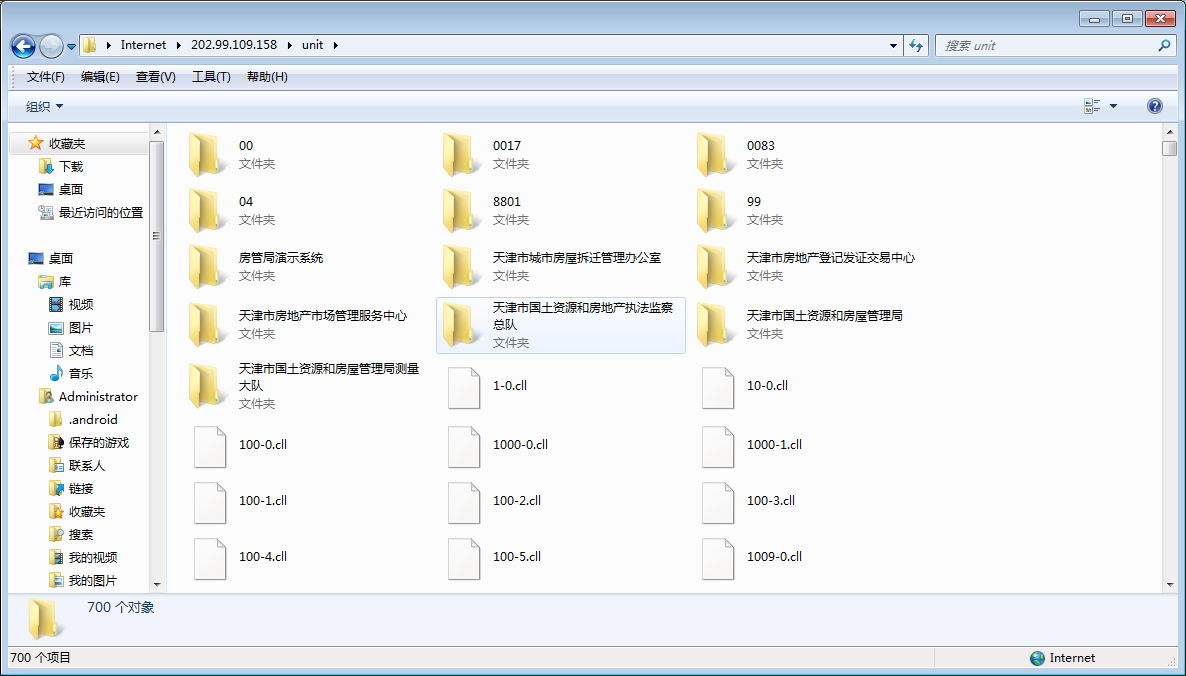 Internet 202.99.109.158 unit
搜索 unit
文件(F) 编辑(E) 查看(V) 工具(T) 帮助(H)
组织
收藏夹
下载
桌面
最近访问的位置
桌面
库
视频
图片
文档
音乐
Administrator
.android
保存的游戏
联系人
链接
收藏夹
搜索
我的视频
我的图片
00
文件夹
0017
文件夹
0083
文件夹
04
文件夹
8801
文件夹
99
文件夹
房管局演示系统
文件夹
天津市城市房屋拆迁管理办公室
文件夹
天津市房地产登记发证交易中心
文件夹
天津市房地产市场管理服务中心
文件夹
天津市国土资源和房地产执法监察
总队
文件夹
天津市国土资源和房屋管理局
文件夹
天津市国土资源和房屋管理局测量
大队
文件夹
1-0.cll
10-0.cll
100-0.cll
1000-0.cll
1000-1.cll
100-1.cll
100-2.cll
100-3.cll
100-4.cll
100-5.cll
1009-0.cll
700 个对象
700 个项目
Internet